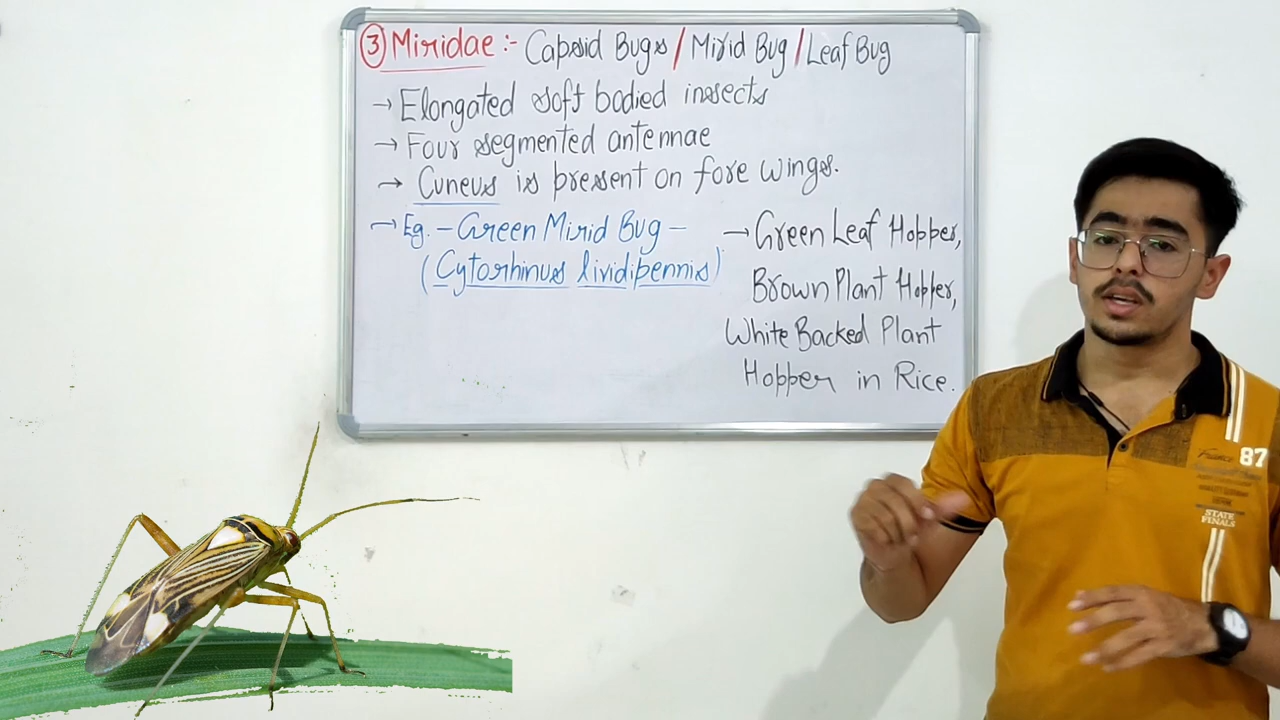 ③ Miridae :- Capsid Bugs / Mirid Bug / Leaf Bug
→ Elongated soft bodied insects
→ Four segmented antennae
→ Cuneus is present on fore wings.
→ Eg. – Green Mirid Bug –
(Cytorhinus lividipennis)
→ Green Leaf Hopper,
Brown Plant Hopper,
White Backed Plant
Hopper in Rice.
87
STATE
FINALS